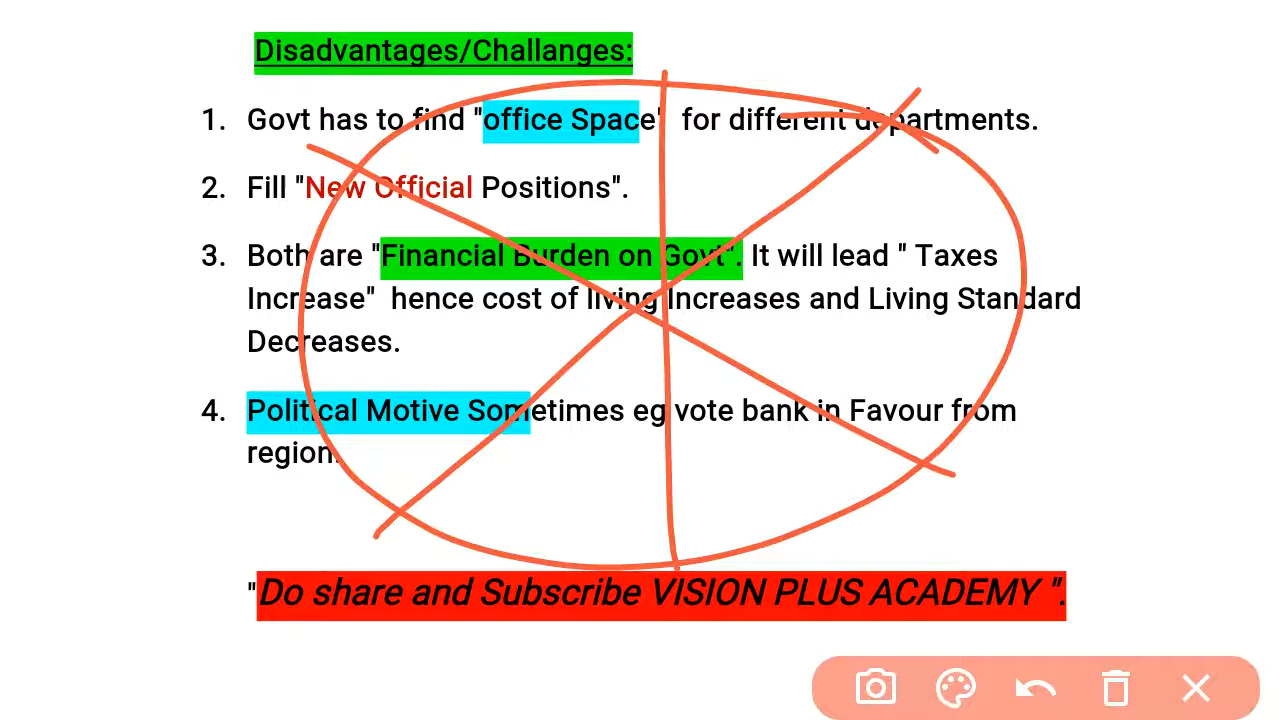 Disadvantages/Challanges:
1. Govt has to find "office Space" for different departments.
2. Fill "New Official Positions".
3. Both are "Financial Burden on Govt". It will lead " Taxes
Increase" hence cost of living Increases and Living Standard
Decreases.
4. Political Motive Sometimes eg vote bank in Favour from
region.
"Do share and Subscribe VISION PLUS ACADEMY ".